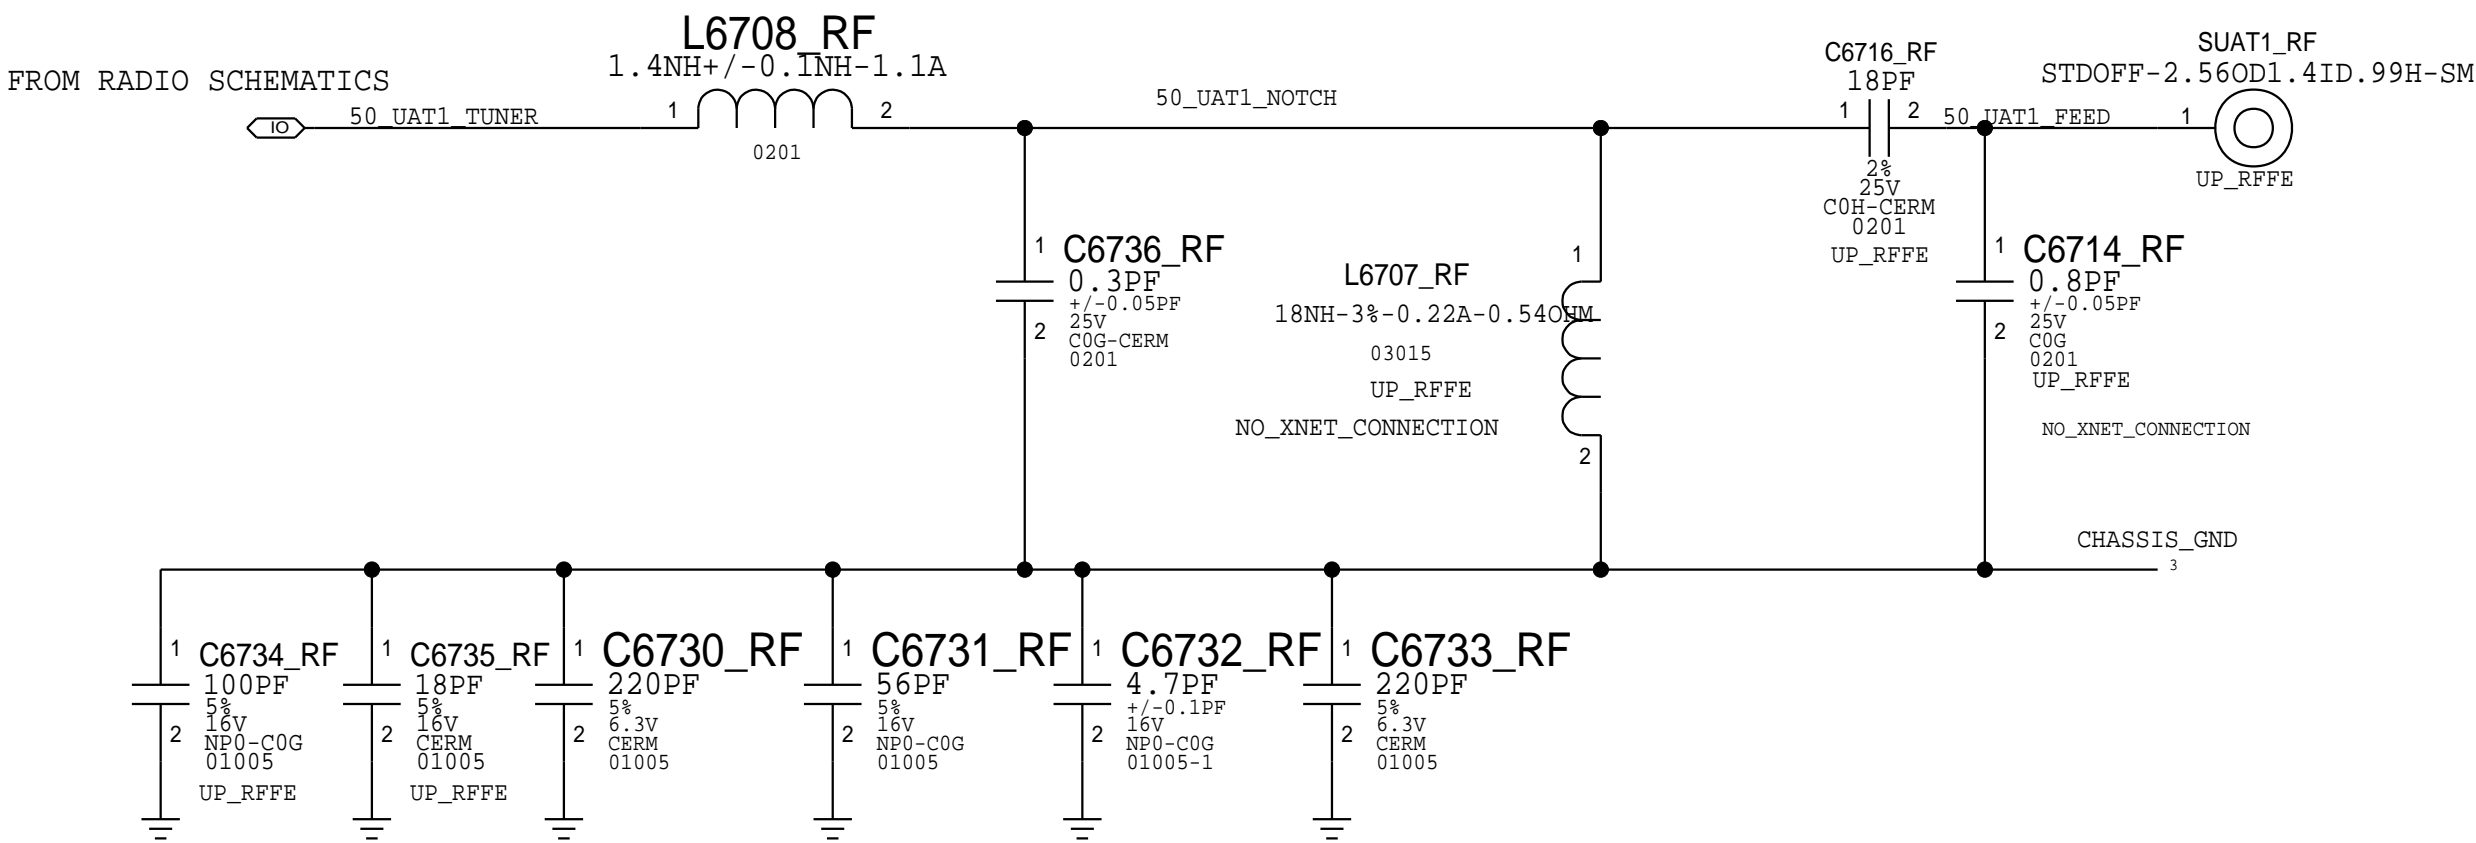 FROM RADIO SCHEMATICS
IO
50_UAT1_TUNER
L6708_RF
1.4NH+/-0.1NH-1.1A
1
2
0201
50_UAT1_NOTCH
C6716_RF
18PF
1
2
2%
25V
C0H-CERM
0201
UP_RFFE
50_UAT1_FEED
SUAT1_RF
STDOFF-2.56OD1.4ID.99H-SM
1
UP_RFFE
1
C6736_RF
0.3PF
+/-0.05PF
25V
C0G-CERM
0201
2
L6707_RF
18NH-3%-0.22A-0.54OHM
03015
UP_RFFE
NO_XNET_CONNECTION
1
2
1
C6714_RF
0.8PF
+/-0.05PF
25V
C0G
0201
UP_RFFE
2
NO_XNET_CONNECTION
CHASSIS_GND
3
1
C6734_RF
100PF
5%
16V
NP0-C0G
01005
UP_RFFE
2
1
C6735_RF
18PF
5%
16V
CERM
01005
UP_RFFE
2
1
C6730_RF
220PF
5%
6.3V
CERM
01005
2
1
C6731_RF
56PF
5%
16V
NP0-C0G
01005
2
1
C6732_RF
4.7PF
+/-0.1PF
16V
NP0-C0G
01005-1
2
1
C6733_RF
220PF
5%
6.3V
CERM
01005
2